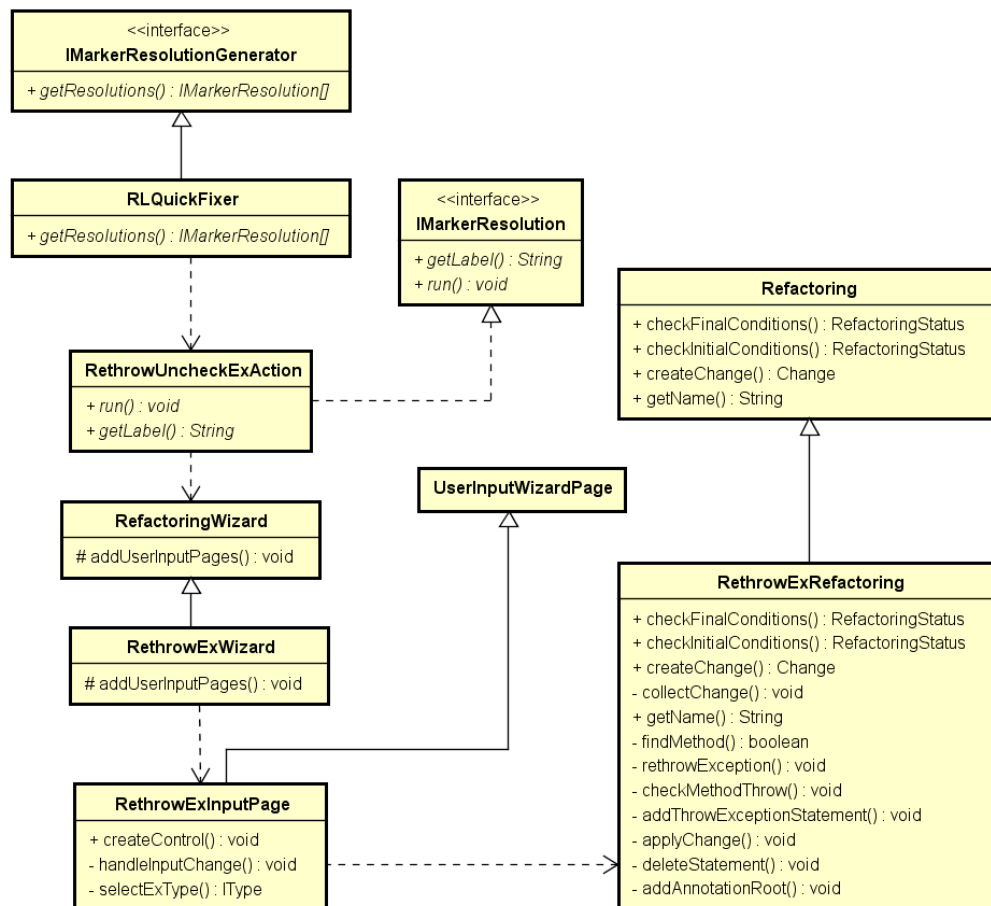 <<interface>>
IMarkerResolutionGenerator
+ getResolutions() : IMarkerResolution[]
RLQuickFixer
+ getResolutions() : IMarkerResolution[]
<<interface>>
IMarkerResolution
+ getLabel() : String
+ run() : void
Refactoring
+ checkFinalConditions() : RefactoringStatus
+ checkInitialConditions() : RefactoringStatus
+ createChange() : Change
+ getName() : String
RethrowUncheckExAction
+ run() : void
+ getLabel() : String
UserInputWizardPage
RefactoringWizard
# addUserInputPages() : void
RethrowExWizard
# addUserInputPages() : void
RethrowExInputPage
+ createControl() : void
- handleInputChange() : void
- selectExType() : IType
RethrowExRefactoring
+ checkFinalConditions() : RefactoringStatus
+ checkInitialConditions() : RefactoringStatus
+ createChange() : Change
- collectChange() : void
+ getName() : String
- findMethod() : boolean
- rethrowException() : void
- checkMethodThrow() : void
- addThrowExceptionStatement() : void
- applyChange() : void
- deleteStatement() : void
- addAnnotationRoot() : void